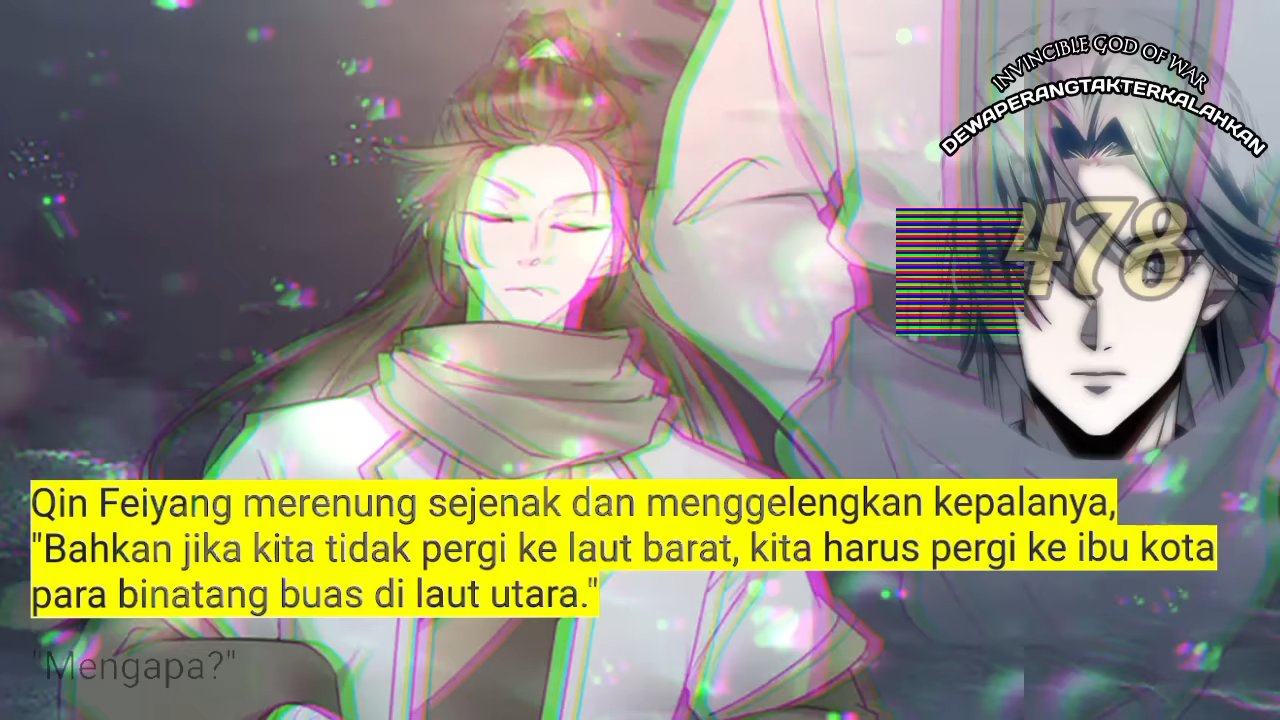 INVINCIBLE GOD OF WAR
DEWAPERANGTAKTERKALAHKAN
478
Qin Feiyang merenung sejenak dan menggelengkan kepalanya,
"Bahkan jika kita tidak pergi ke laut barat, kita harus pergi ke ibu kota
para binatang buas di laut utara."
"Mengapa?"